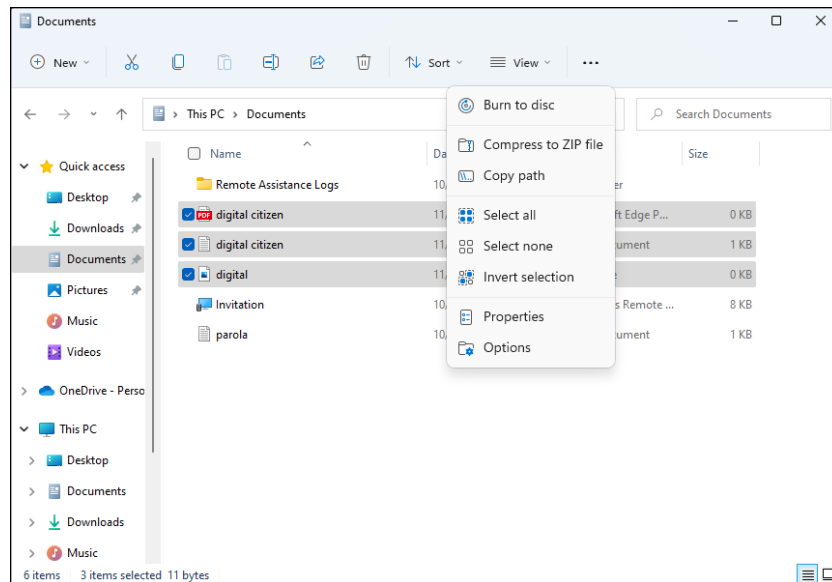 Documents
New
Sort
View
This PC > Documents
Search Documents
Burn to disc
Compress to ZIP file
Copy path
Select all
Select none
Invert selection
Properties
Options
Name
Da
Size
Quick access
Desktop
Downloads
Documents
Pictures
Music
Videos
OneDrive - Perso
This PC
Desktop
Documents
Downloads
Music
Remote Assistance Logs 10/ er
PDF digital citizen 11/ ft Edge P... 0 KB
digital citizen 11/ ument 1 KB
digital 11/ 0 KB
Invitation 10/ s Remote ... 8 KB
parola 10/ ument 1 KB
6 items 3 items selected 11 bytes